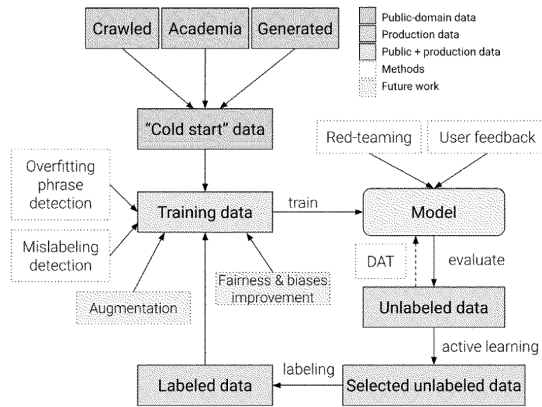 Crawled
Academia
Generated
Public-domain data
Production data
Public + production data
Methods
Future work
"Cold start" data
Red-teaming
User feedback
Overfitting
phrase
detection
Training data
train
Model
Mislabeling
detection
DAT
evaluate
Augmentation
Fairness & biases
improvement
Unlabeled data
active learning
Labeled data
labeling
Selected unlabeled data